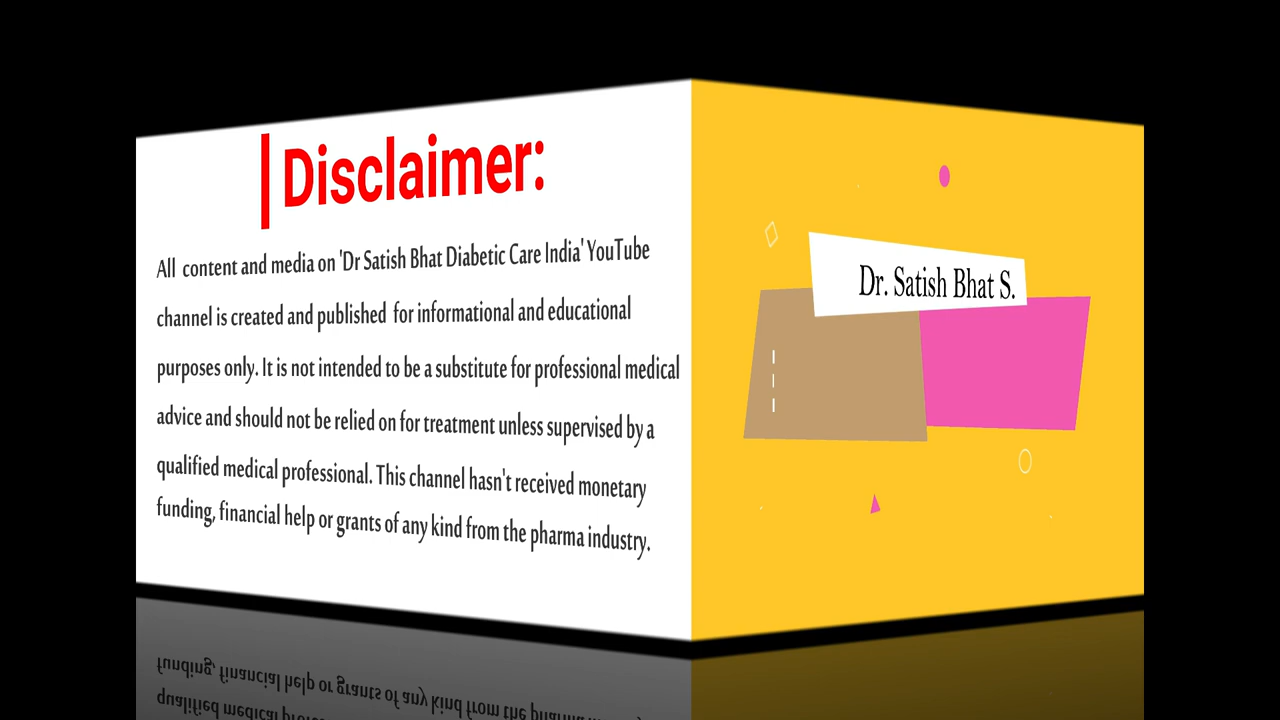 Disclaimer:
All content and media on 'Dr Satish Bhat Diabetic Care India' YouTube
channel is created and published for informational and educational
purposes only. It is not intended to be a substitute for professional medical
advice and should not be relied on for treatment unless supervised by a
qualified medical professional. This channel hasn't received monetary
funding, financial help or grants of any kind from the pharma industry.
Dr. Satish Bhat S.